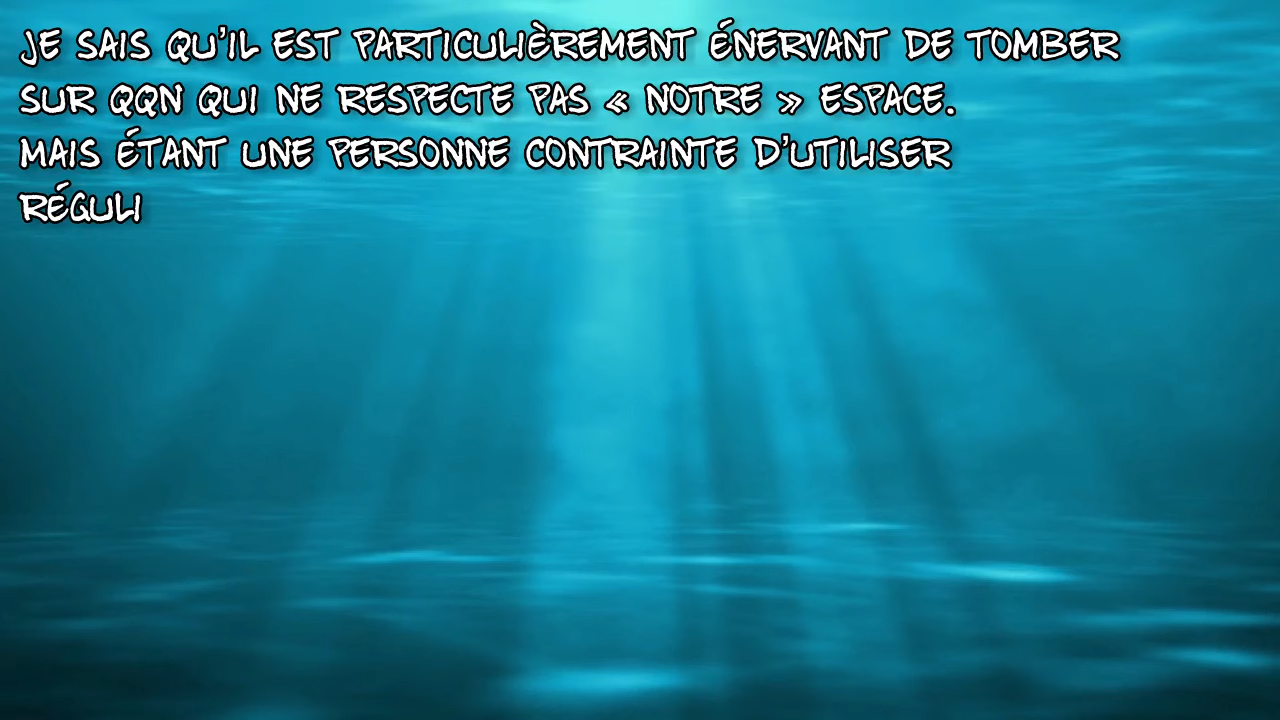 JE SAIS QU'IL EST PARTICULIÈREMENT ÉNERVANT DE TOMBER
SUR QQN QUI NE RESPECTE PAS « NOTRE » ESPACE.
MAIS ÉTANT UNE PERSONNE CONTRAINTE D'UTILISER
RÉGULI